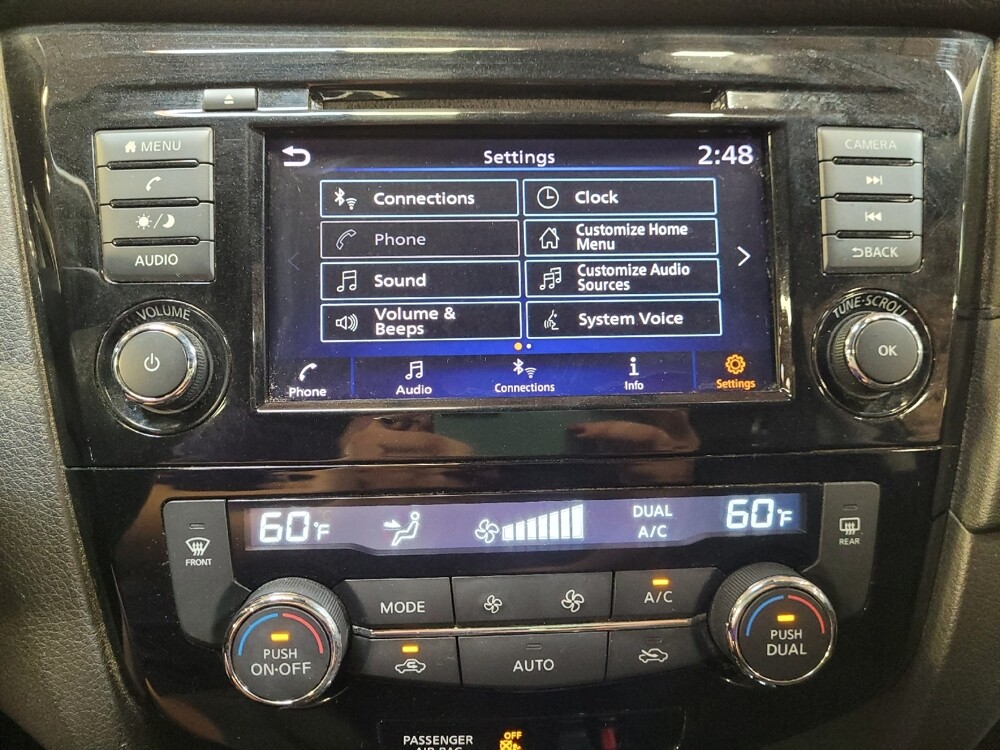 MENU
AUDIO
VOLUME
Settings
2:48
Connections
Clock
Phone
Customize Home
Menu
Sound
Customize Audio
Sources
Volume &
Beeps
System Voice
Phone
Audio
Connections
Info
Settings
CAMERA
BACK
TUNE·SCROLL
OK
FRONT
60°F
DUAL
A/C
60°F
REAR
MODE
A/C
PUSH
ON·OFF
AUTO
PUSH
DUAL
PASSENGER
AIR BAG
OFF